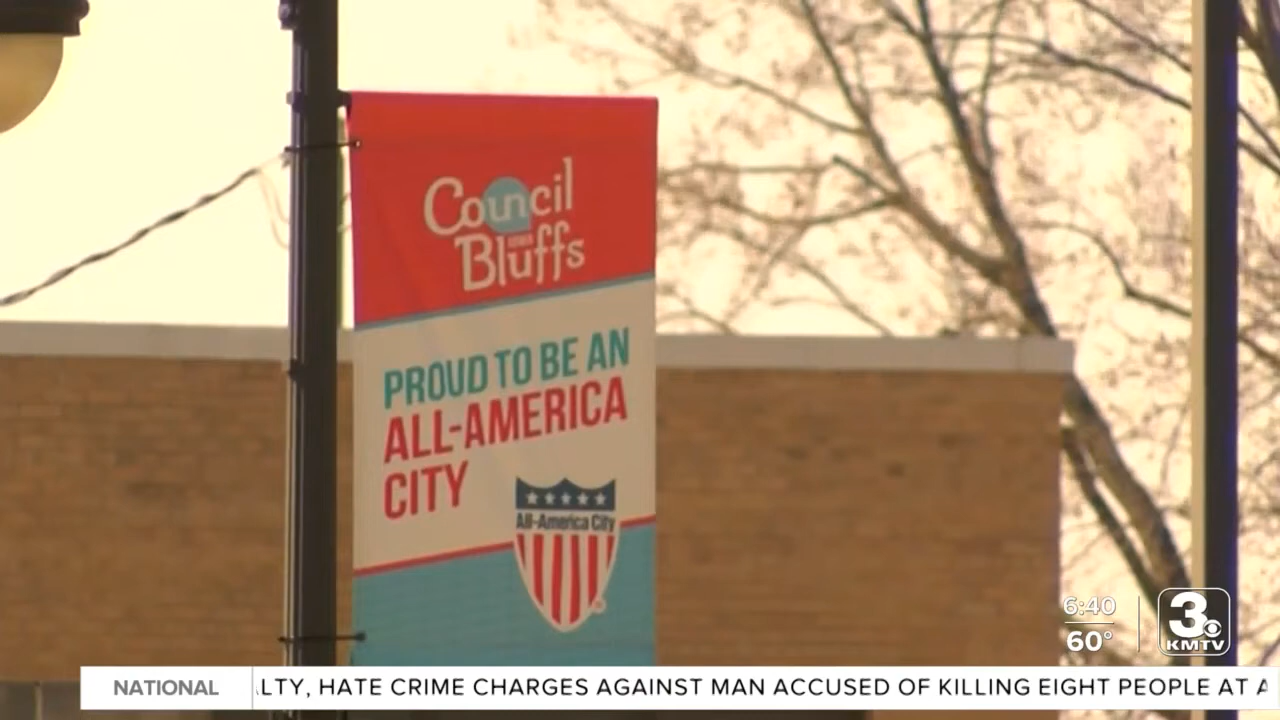 Council
Bluffs
PROUD TO BE AN
ALL-AMERICA
CITY
All-America City
6:40
60°
3
KMTV
NATIONAL
LTY, HATE CRIME CHARGES AGAINST MAN ACCUSED OF KILLING EIGHT PEOPLE AT